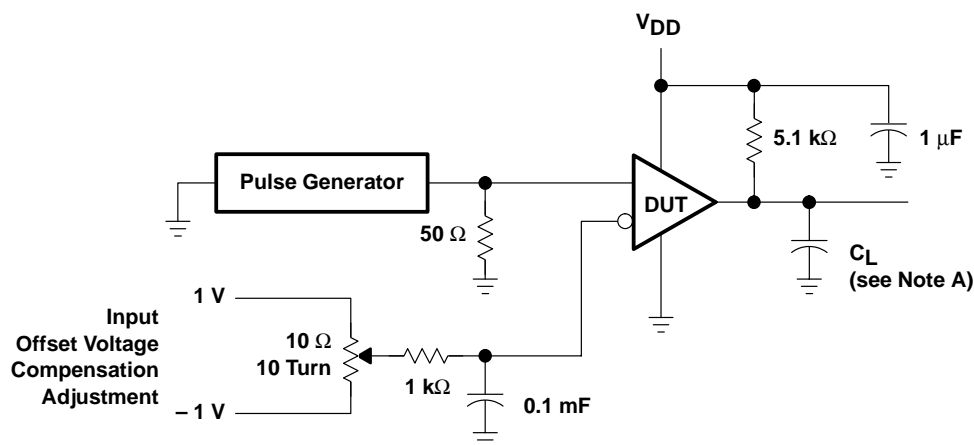 VDD
5.1 kΩ
1 μF
Pulse Generator
DUT
50 Ω
CL
(see Note A)
1 V
Input
Offset Voltage
Compensation
Adjustment
10 Ω
10 Turn
1 kΩ
0.1 mF
– 1 V